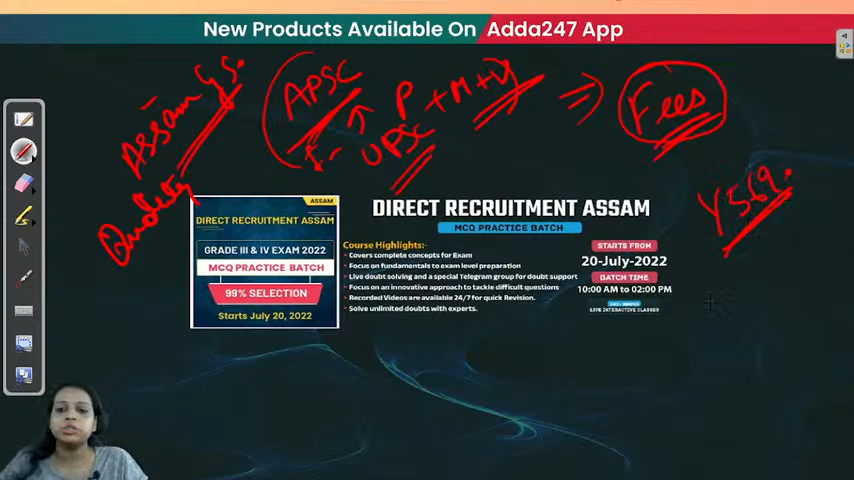 New Products Available On Adda247 App
Assam G.S.
Quality
APSC
UPSC
P + M +
Fees
Y569.
ASSAM
DIRECT RECRUITMENT ASSAM
GRADE III & IV EXAM 2022
MCQ PRACTICE BATCH
99% SELECTION
Starts July 20, 2022
DIRECT RECRUITMENT ASSAM
MCQ PRACTICE BATCH
Course Highlights:-
Covers complete concepts for Exam
Focus on fundamentals to exam level preparation
Live doubt solving and a special Telegram group for doubt support
Focus on an innovative approach to tackle difficult questions
Recorded Videos are available 24/7 for quick Revision.
Solve unlimited doubts with experts.
STARTS FROM
20-July-2022
BATCH TIME
10:00 AM to 02:00 PM
LIVE INTERACTIVE CLASSES